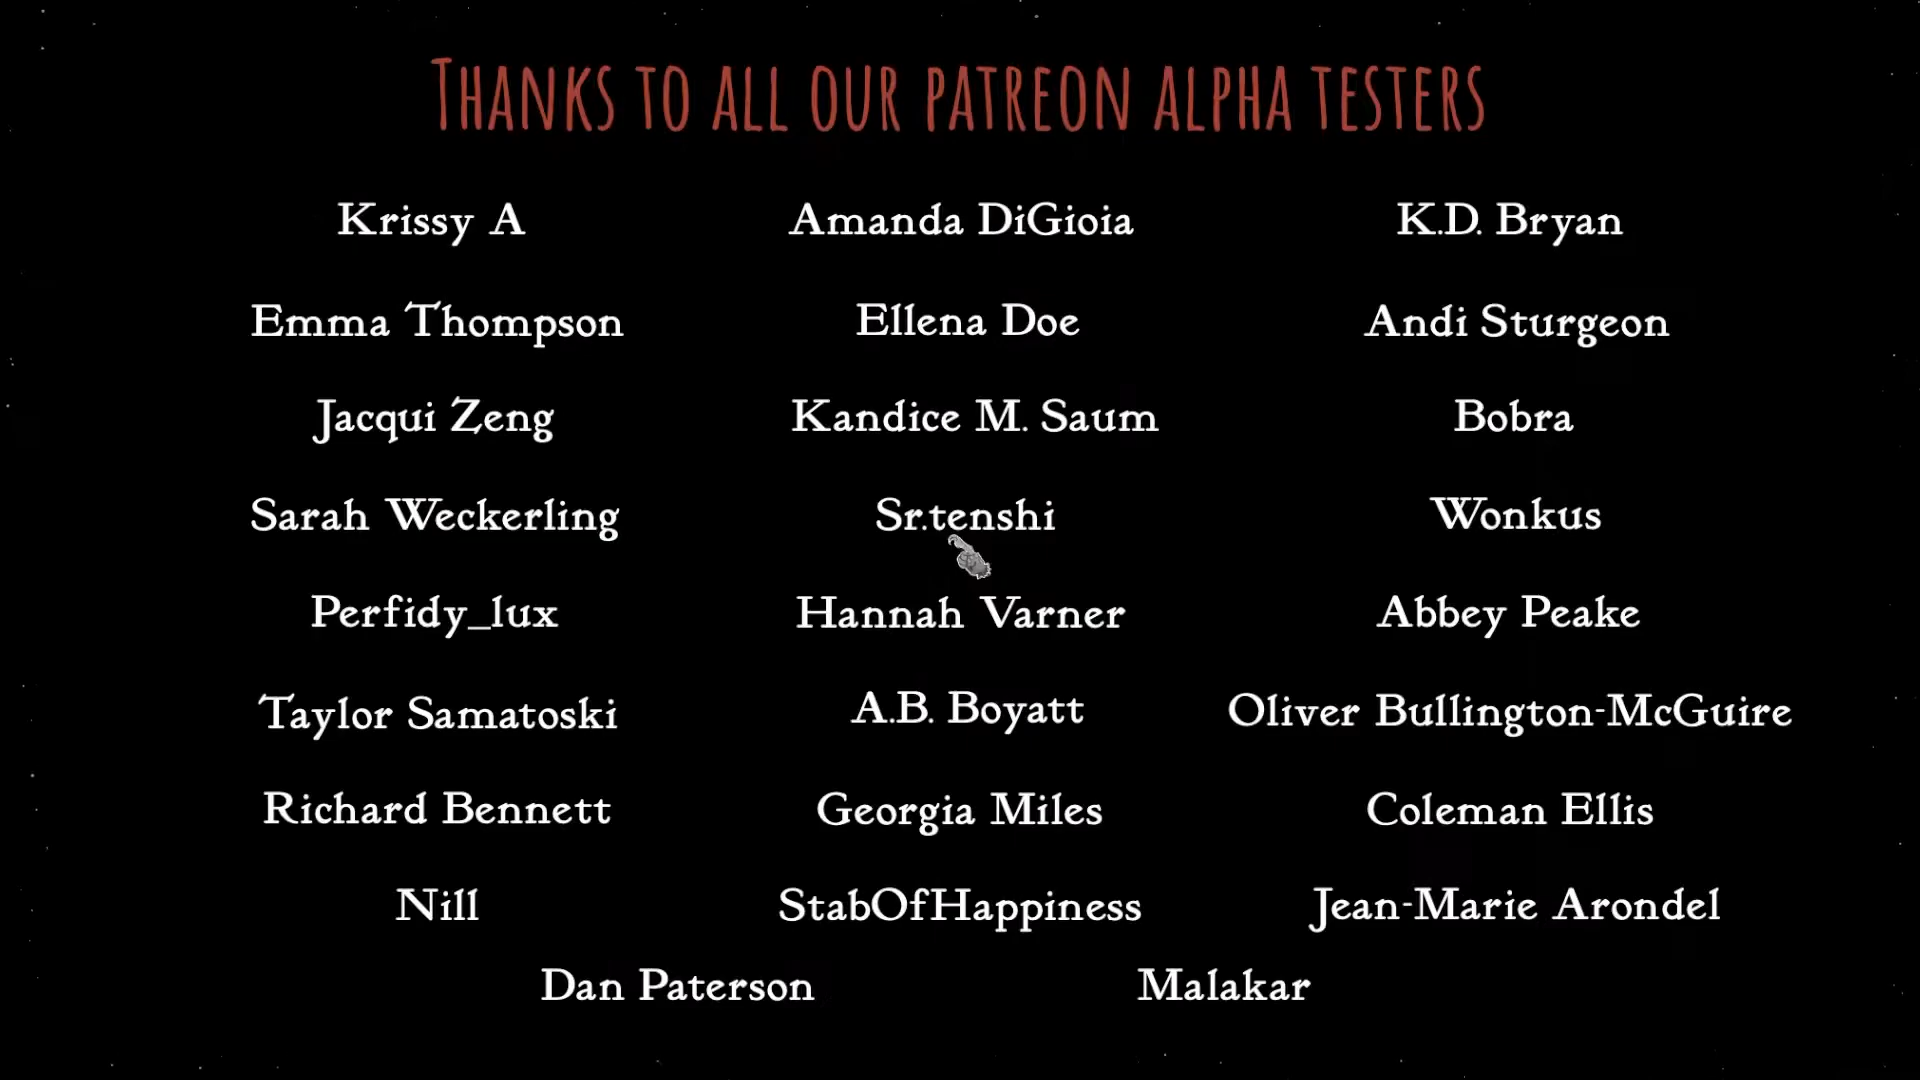 Thanks to all our patreon alpha testers
Krissy A Amanda DiGioia K.D. Bryan
Emma Thompson Ellena Doe Andi Sturgeon
Jacqui Zeng Kandice M. Saum Bobra
Sarah Weckerling Sr.tenshi Wonkus
Perfidy_lux Hannah Varner Abbey Peake
Taylor Samatoski A.B. Boyatt Oliver Bullington-McGuire
Richard Bennett Georgia Miles Coleman Ellis
Nill StabOfHappiness Jean-Marie Arondel
Dan Paterson Malakar